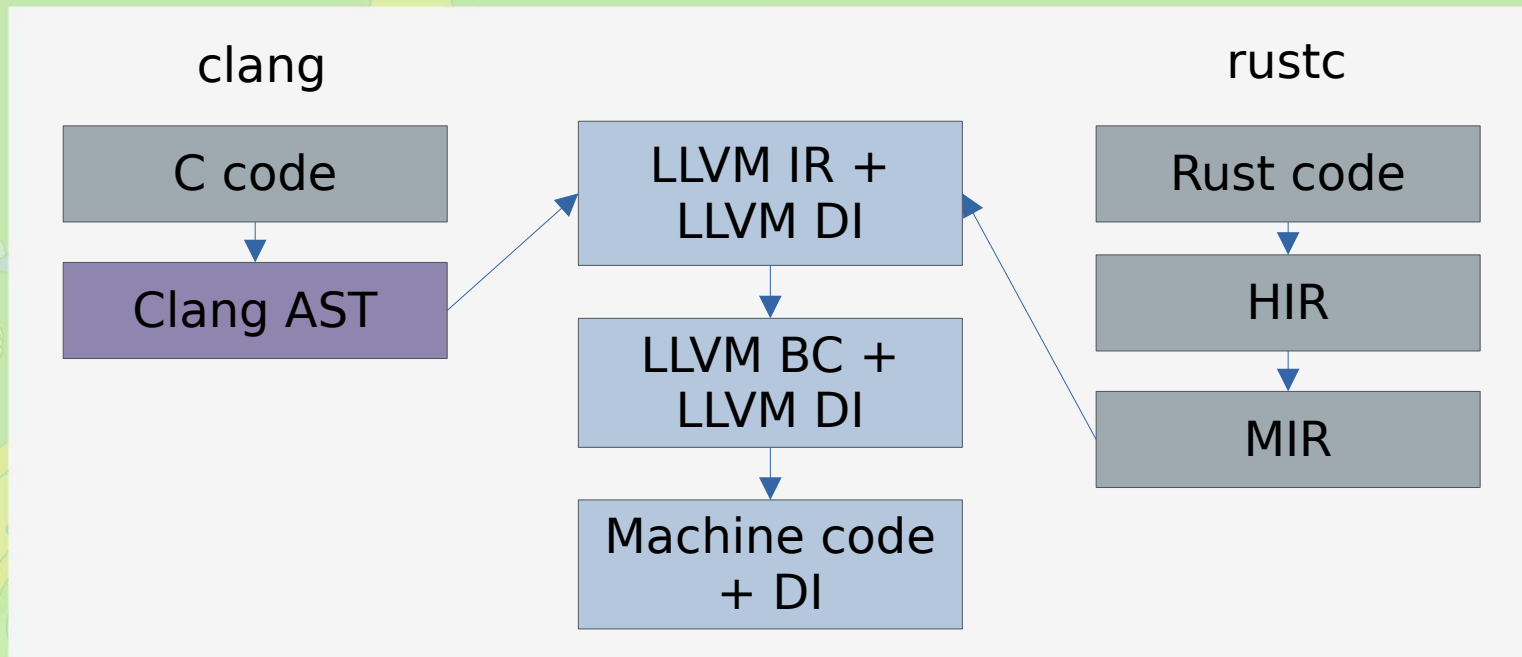 clang
C code
Clang AST
LLVM IR +
LLVM DI
LLVM BC +
LLVM DI
Machine code
+ DI
rustc
Rust code
HIR
MIR